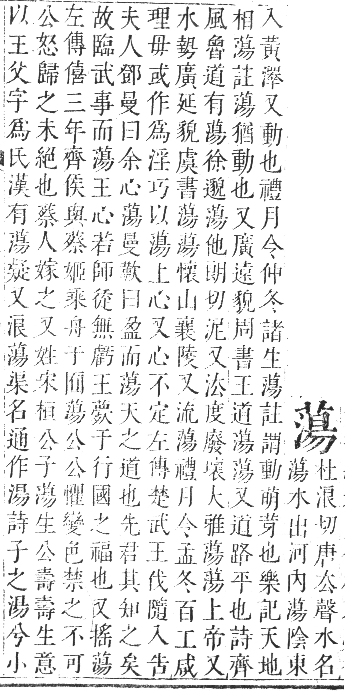 蕩杜浪切唐去聲水名
蕩水出河內蕩陰東
入黃澤又動也禮月令仲冬諸生蕩註謂動萌芽也樂記天地
相蕩註蕩猶動也又廣遠貌周書王道蕩蕩又道路平也詩齊
風魯道有蕩徐邈蕩他朗切泥又法度廢壞大雅蕩蕩上帝又
水勢廣延貌虞書蕩蕩懷山襄陵又流蕩禮月令孟冬百工咸
理毋或作爲淫巧以蕩上心又心不定左傳楚武王伐隨入告
夫人鄧曼曰余心蕩曼歎曰盈而蕩天之道也先君其知之矣
故臨武事而蕩王心若師徒無虧王薨于行國之福也又搖蕩
左傳僖三年齊侯與蔡姬乘舟于囿蕩公公懼變色禁之不可
公怒歸之未絕也蔡人嫁之又姓宋桓公子蕩生公壽壽生意
以王父字爲氏漢有蕩疑又浪蕩渠名通作湯詩子之湯兮小